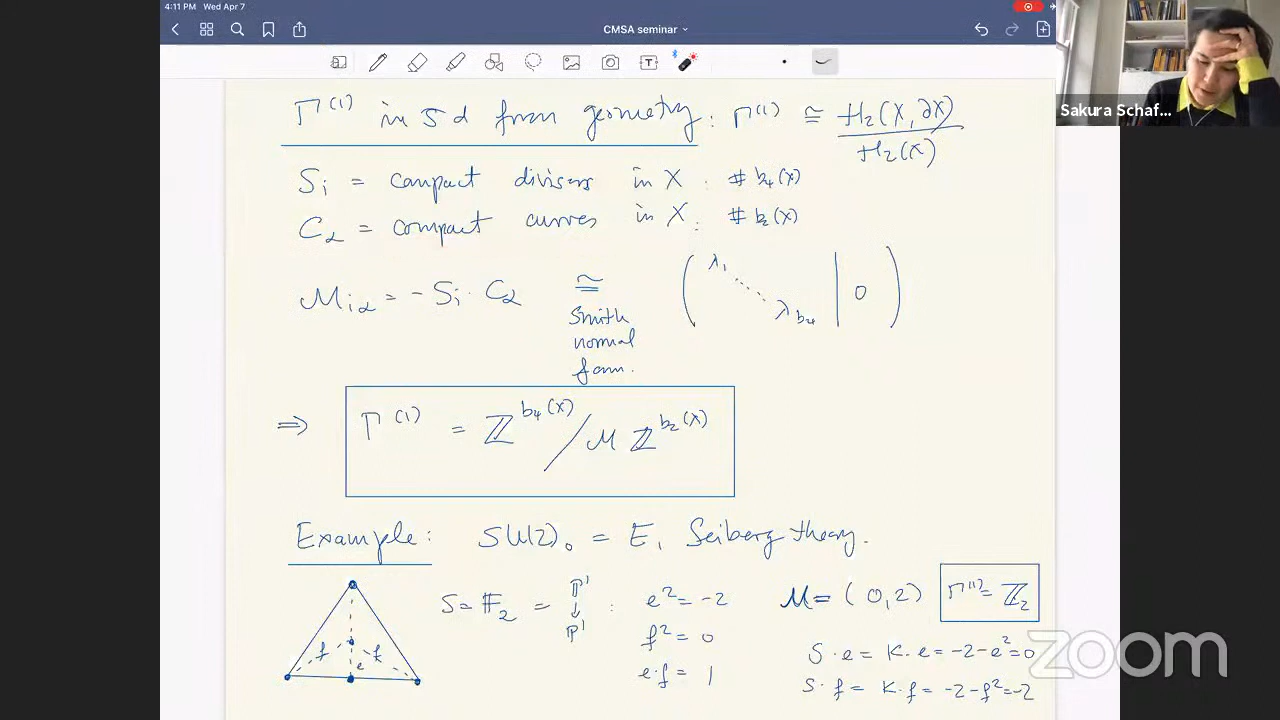 4:11 PM Wed Apr 7
CMSA seminar
Sakura Schaf...
Γ^(1) in 5d from geometry: Γ^(1) ≅ H_2(X, ∂X) / H_2(X)
S_i = compact divisors in X : # b_4(X)
C_α = compact curves in X : # b_2(X)
M_iα = - S_i · C_α ≅ ( λ_1 ⋱ λ_b4 | 0 )
Smith
normal
form.
⇒ Γ^(1) = ℤ^b_4(X) / M ℤ^b_2(X)
Example: SU(2)_0 = E_1 Seiberg theory.
S = 𝔽_2 = ℙ^1 ↓ ℙ^1 : e^2 = -2 M = (0,2) Γ^(1) = ℤ_2
f^2 = 0
e·f = 1
S·e = K·e = -2-e^2 = 0
S·f = K·f = -2-f^2 = -2
f f
e
zoom